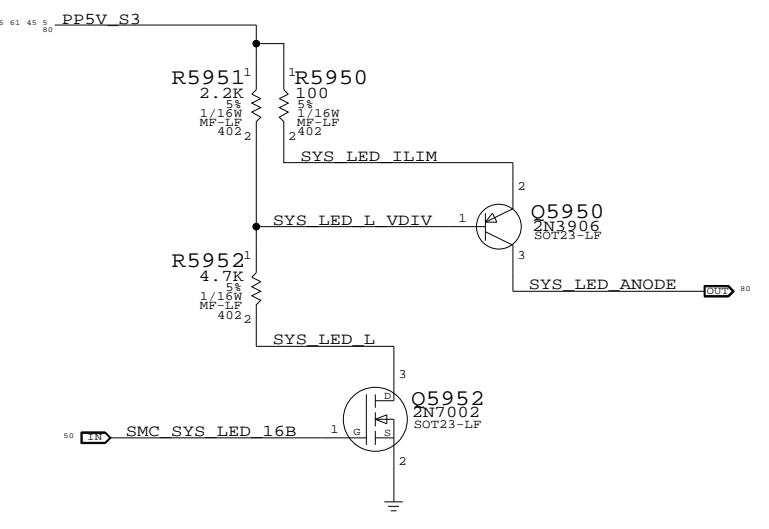 6 61 45 5 PP5V_S3
80
R5951 1
2.2K
5%
1/16W
MF-LF
402 2
1 R5950
100
5%
1/16W
MF-LF
2 402
SYS_LED_ILIM
2
SYS_LED_L_VDIV 1
Q5950
2N3906
SOT23-LF
3
R5952 1
4.7K
5%
1/16W
MF-LF
402 2
SYS_LED_ANODE OUT 80
SYS_LED_L
3
D
Q5952
2N7002
SOT23-LF
50 IN SMC_SYS_LED_16B 1 G S
2